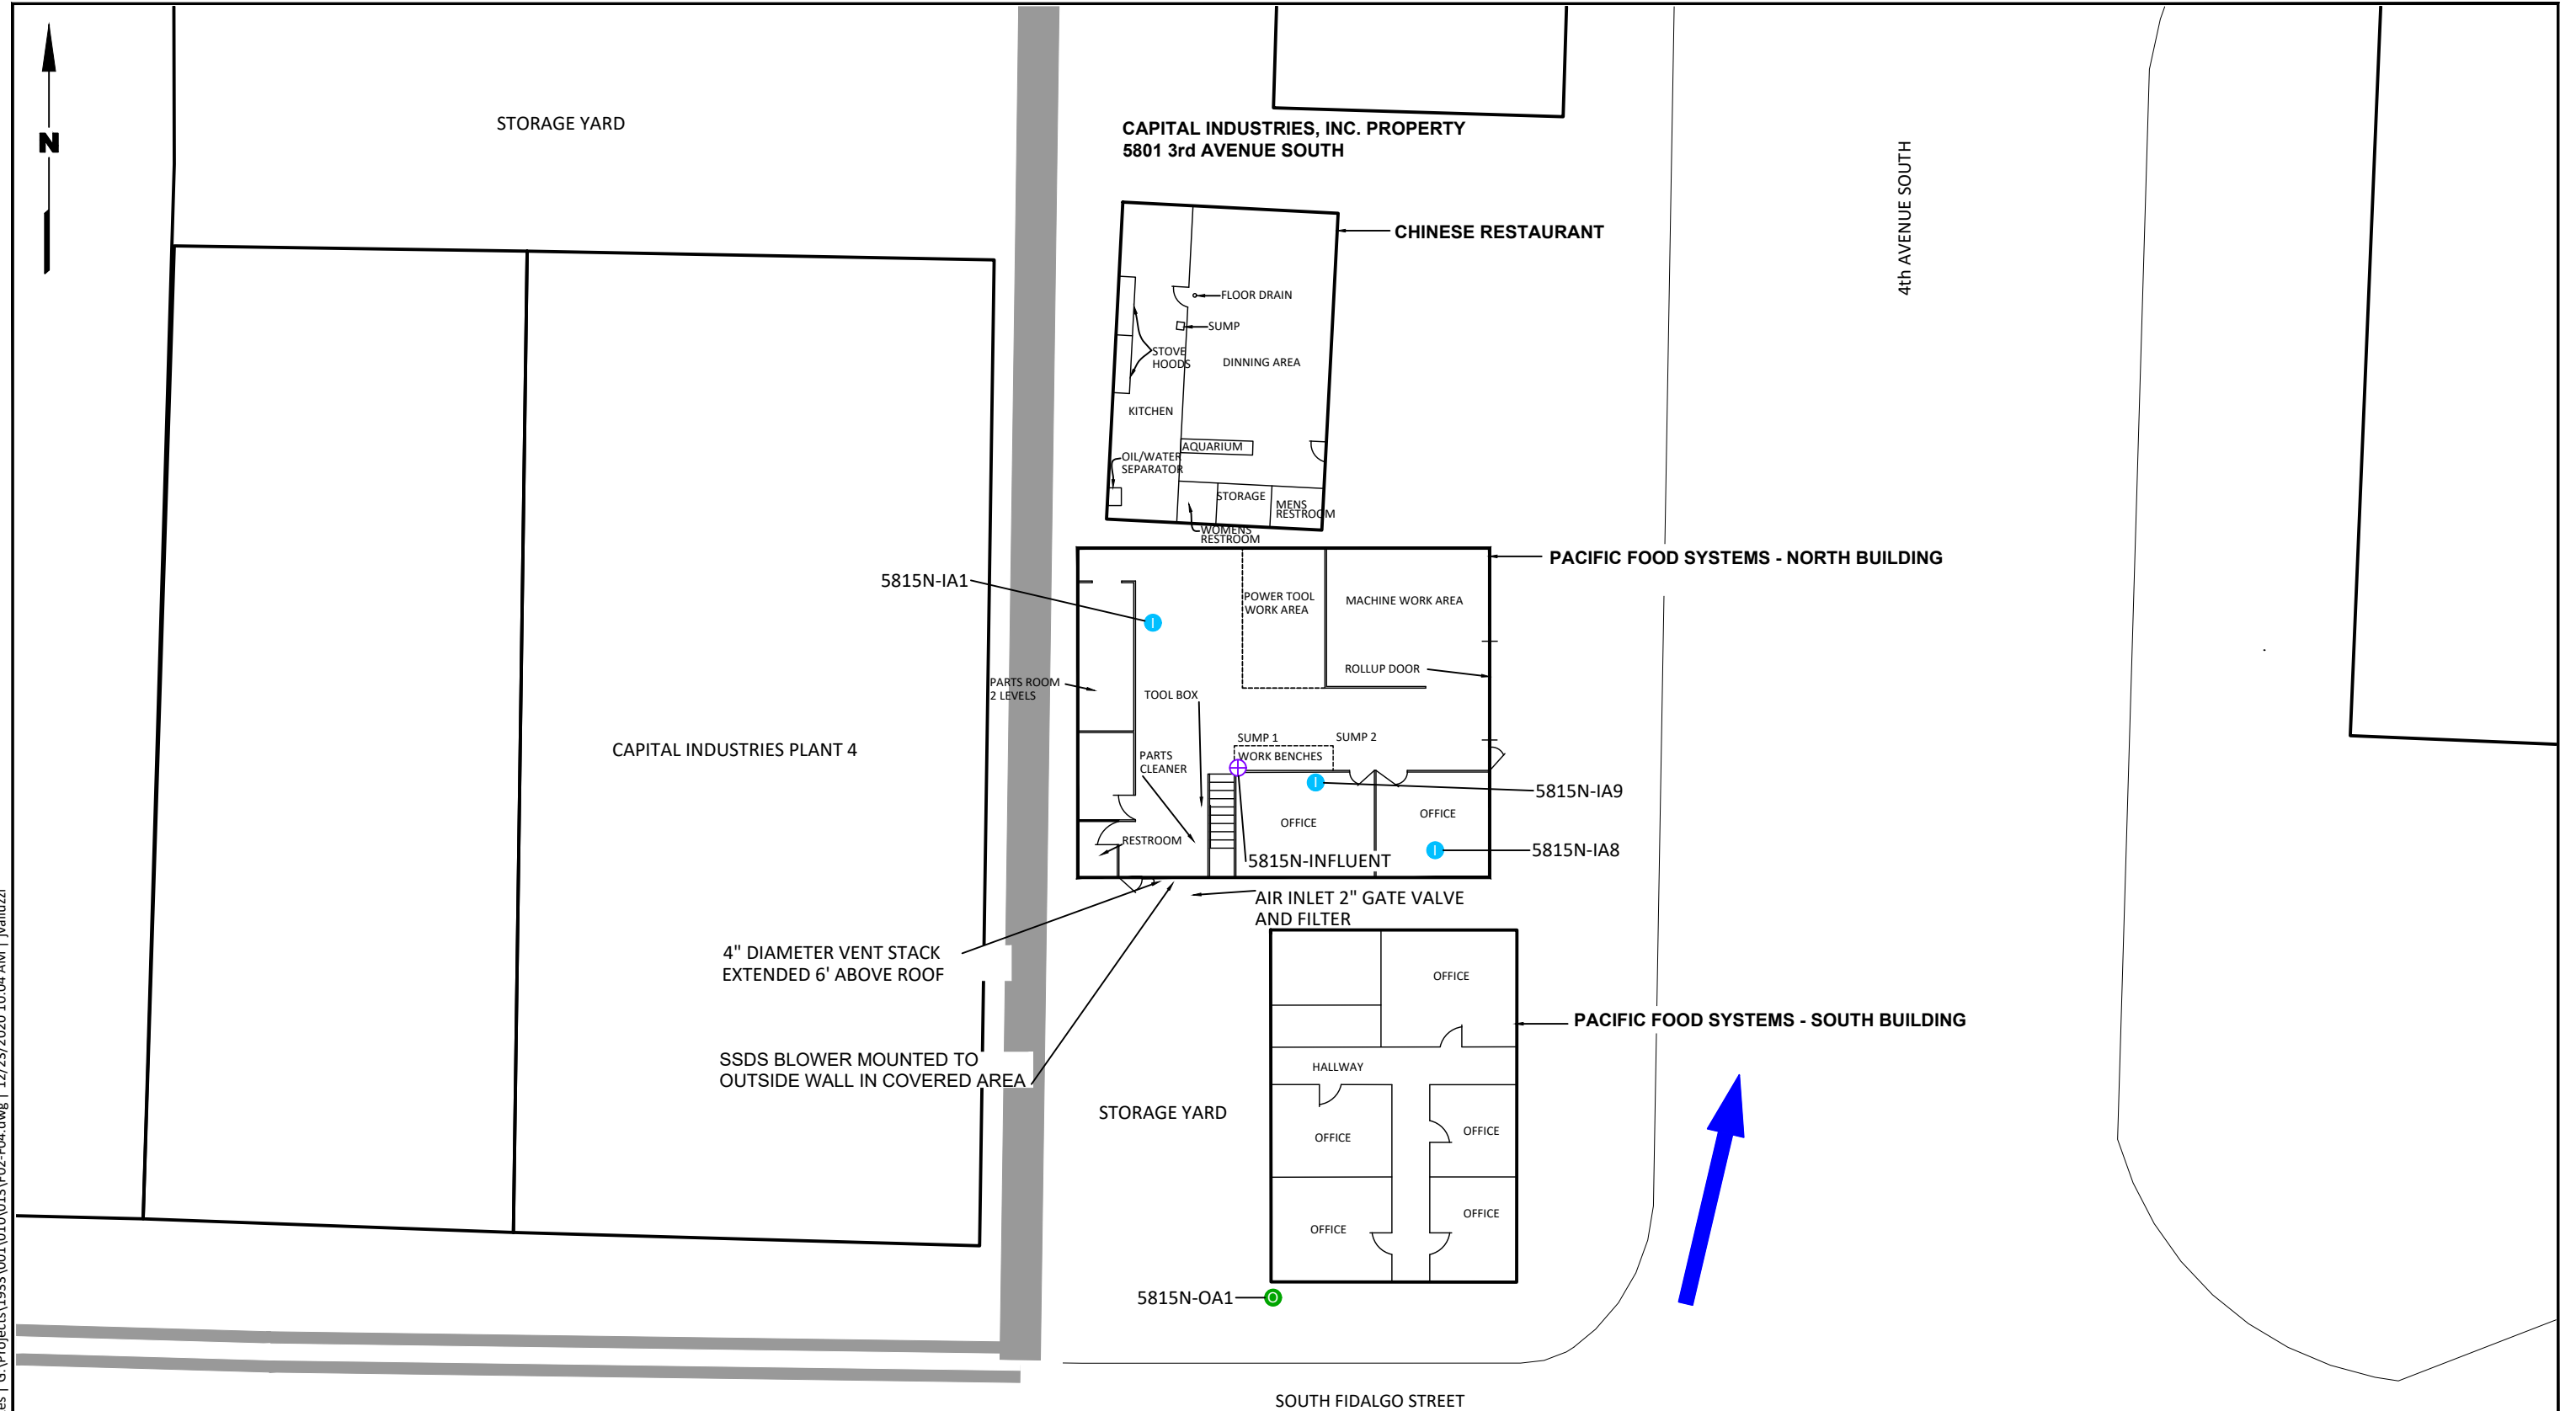 N
STORAGE YARD
CAPITAL INDUSTRIES, INC. PROPERTY
5801 3rd AVENUE SOUTH
4th AVENUE SOUTH
CHINESE RESTAURANT
FLOOR DRAIN
SUMP
STOVE
HOODS
DINNING AREA
KITCHEN
AQUARIUM
OIL/WATER
SEPARATOR
STORAGE
MENS
RESTROOM
WOMENS
RESTROOM
PACIFIC FOOD SYSTEMS - NORTH BUILDING
5815N-IA1
I
POWER TOOL
WORK AREA
MACHINE WORK AREA
ROLLUP DOOR
PARTS ROOM
2 LEVELS
TOOL BOX
CAPITAL INDUSTRIES PLANT 4
SUMP 1
SUMP 2
WORK BENCHES
PARTS
CLEANER
I
5815N-IA9
OFFICE
OFFICE
RESTROOM
5815N-INFLUENT
I
5815N-IA8
AIR INLET 2" GATE VALVE
AND FILTER
4" DIAMETER VENT STACK
EXTENDED 6' ABOVE ROOF
OFFICE
PACIFIC FOOD SYSTEMS - SOUTH BUILDING
SSDS BLOWER MOUNTED TO
OUTSIDE WALL IN COVERED AREA
HALLWAY
STORAGE YARD
OFFICE
OFFICE
OFFICE
OFFICE
5815N-OA1
O
SOUTH FIDALGO STREET